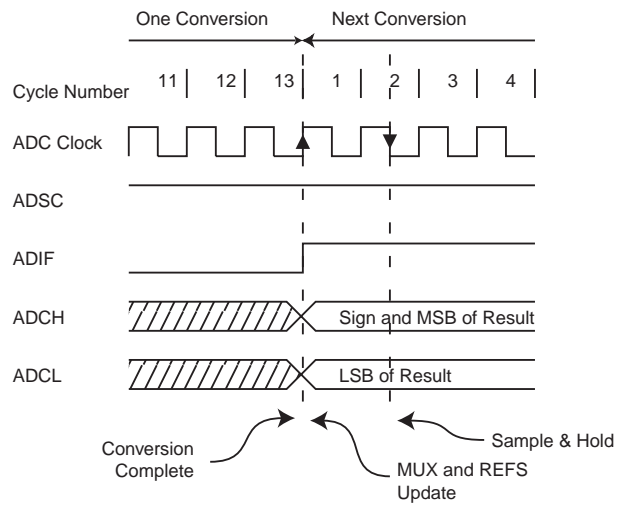 One Conversion Next Conversion
Cycle Number 11 12 13 1 2 3 4
ADC Clock
ADSC
ADIF
ADCH Sign and MSB of Result
ADCL LSB of Result
Conversion
Complete
MUX and REFS
Update
Sample & Hold